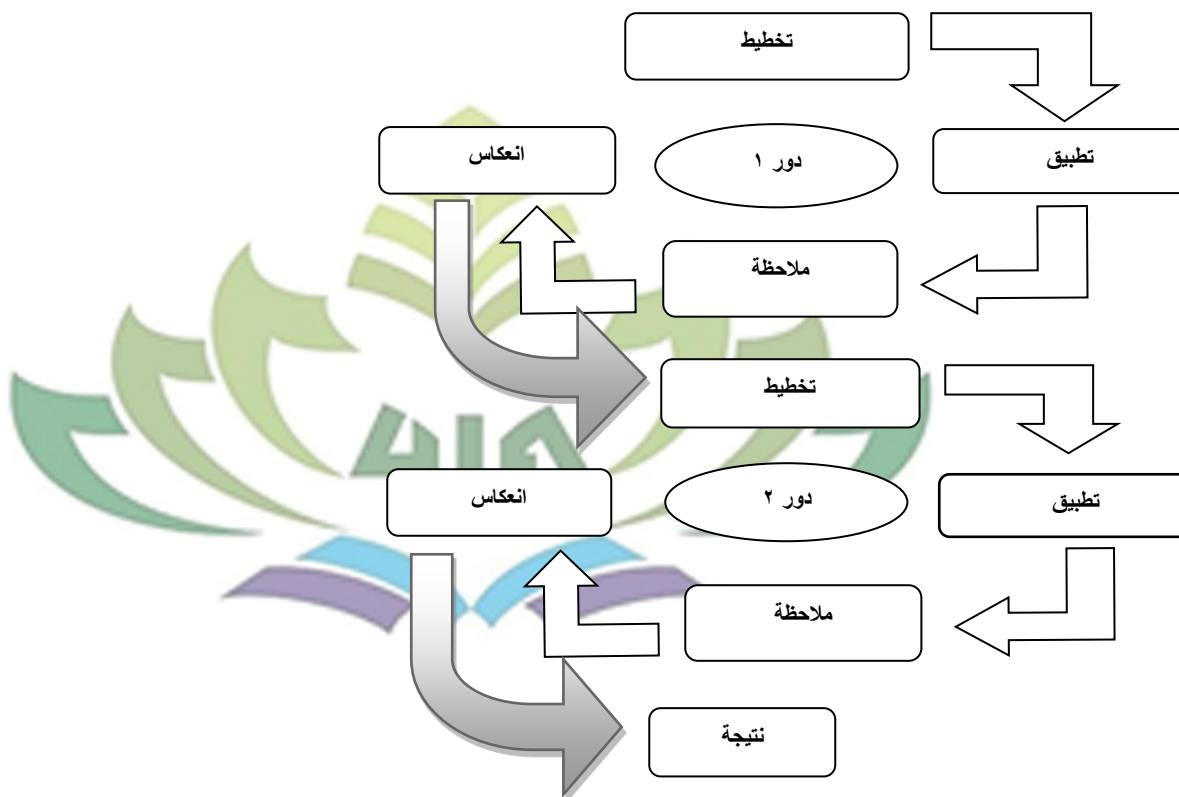 تخطيط
تطبيق
دور ١
انعكاس
ملاحظة
تخطيط
تطبيق
دور ٢
انعكاس
ملاحظة
نتيجة